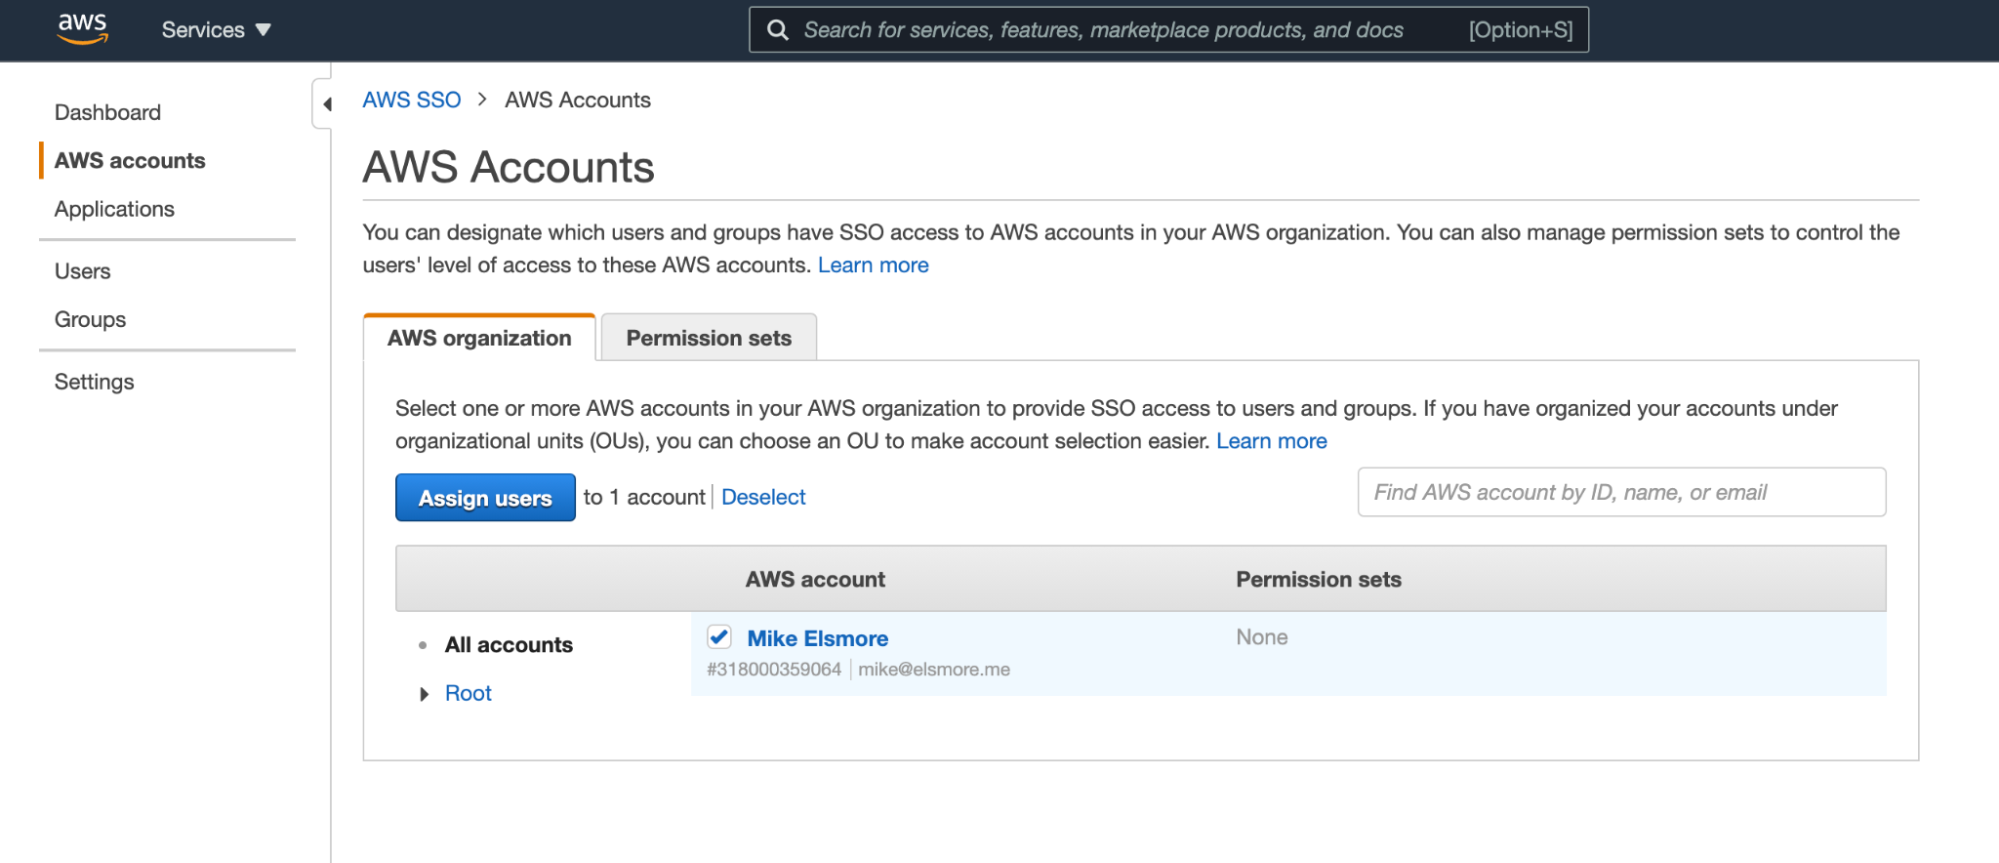 aws Services
Search for services, features, marketplace products, and docs [Option+S]
Dashboard
AWS accounts
Applications
Users
Groups
Settings
AWS SSO > AWS Accounts
AWS Accounts
You can designate which users and groups have SSO access to AWS accounts in your AWS organization. You can also manage permission sets to control the
users' level of access to these AWS accounts. Learn more
AWS organization Permission sets
Select one or more AWS accounts in your AWS organization to provide SSO access to users and groups. If you have organized your accounts under
organizational units (OUs), you can choose an OU to make account selection easier. Learn more
Assign users to 1 account | Deselect
Find AWS account by ID, name, or email
AWS account Permission sets
All accounts
Root
Mike Elsmore None
#318000359064 | mike@elsmore.me